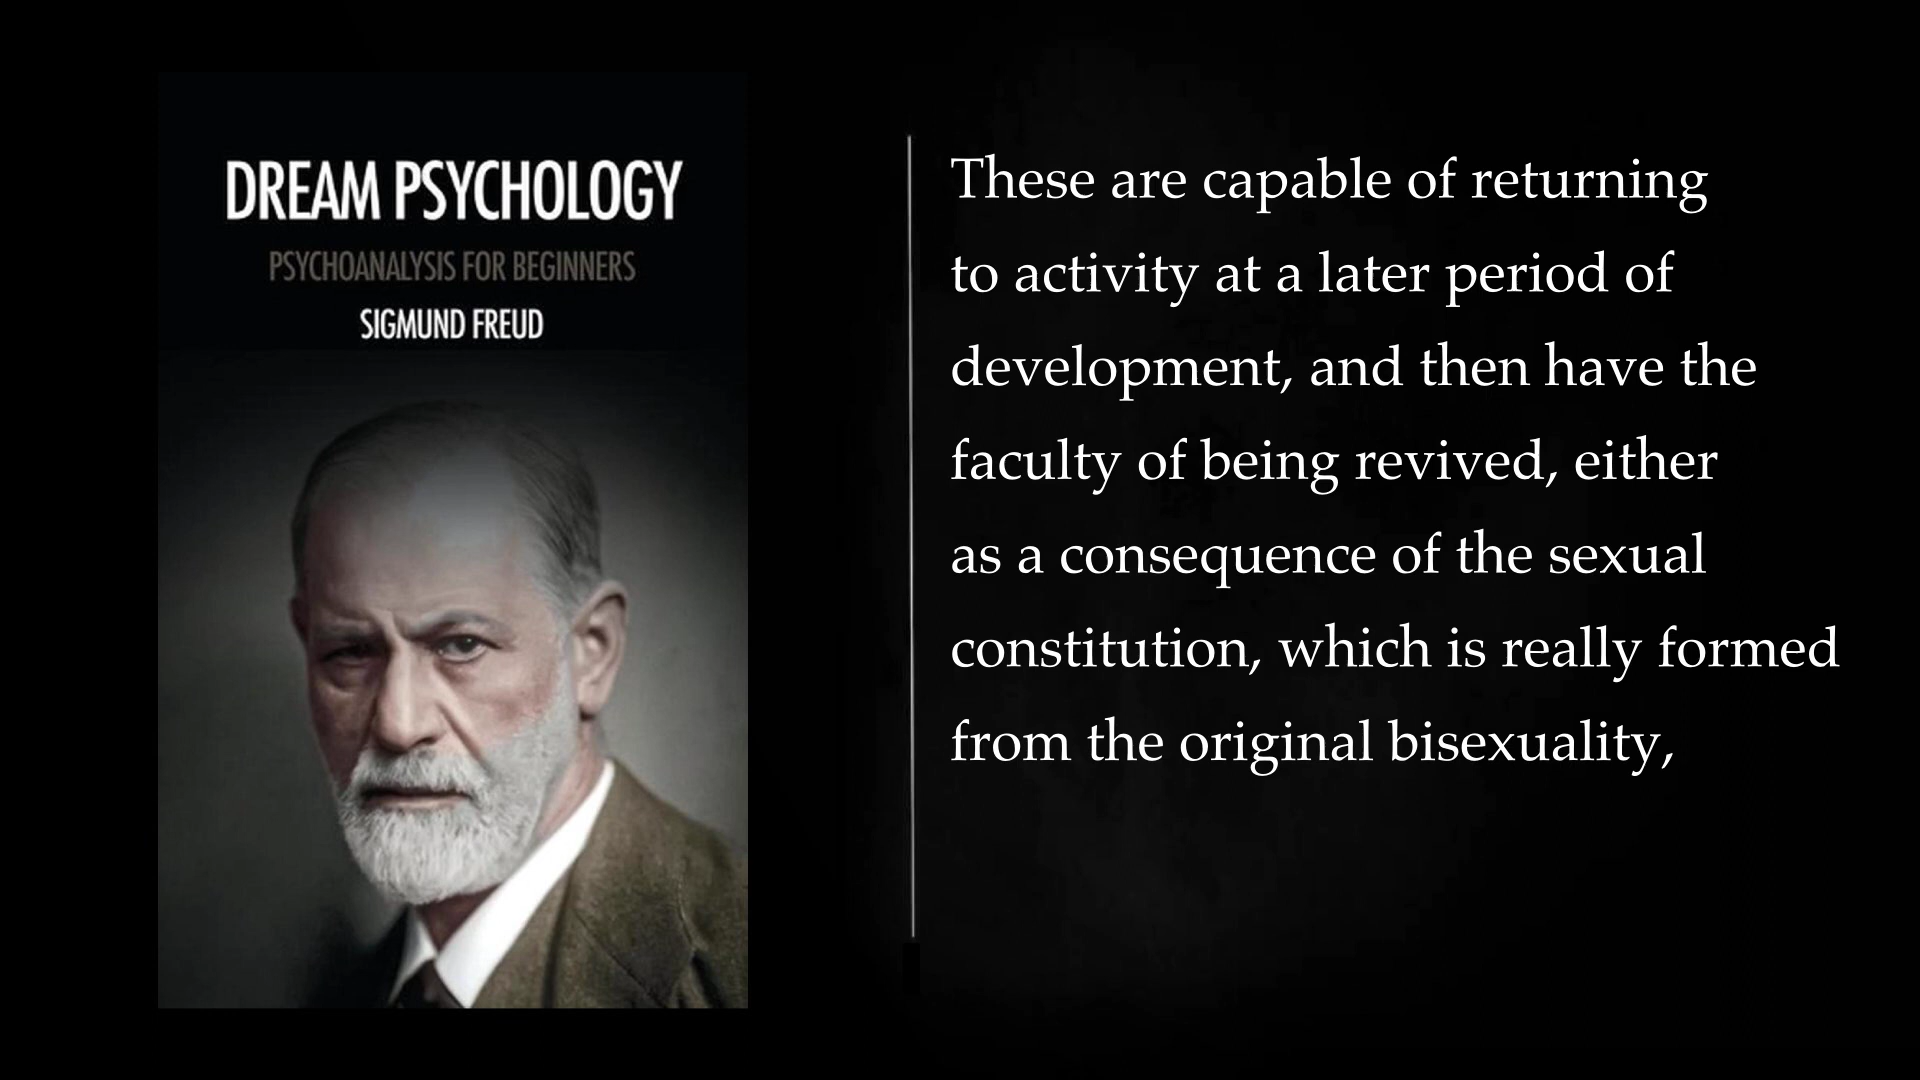 DREAM PSYCHOLOGY
PSYCHOANALYSIS FOR BEGINNERS
SIGMUND FREUD
These are capable of returning
to activity at a later period of
development, and then have the
faculty of being revived, either
as a consequence of the sexual
constitution, which is really formed
from the original bisexuality,